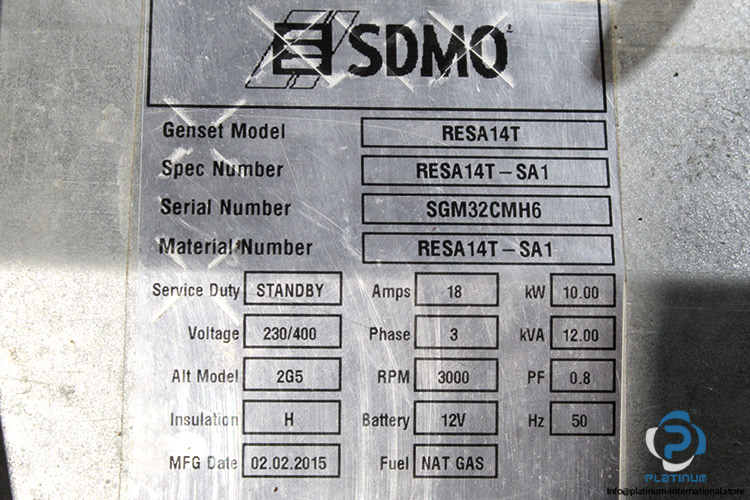 SDMO
Genset Model RESA14T
Spec Number RESA14T-SA1
Serial Number SGM32CMH6
Material Number RESA14T-SA1
Service Duty STANDBY Amps 18 kW 10.00
Voltage 230/400 Phase 3 kVA 12.00
Alt Model 2G5 RPM 3000 PF 0.8
Insulation H Battery 12V Hz 50
MFG Date 02.02.2015 Fuel NAT GAS
PLATINUM
info@platinum-international.store